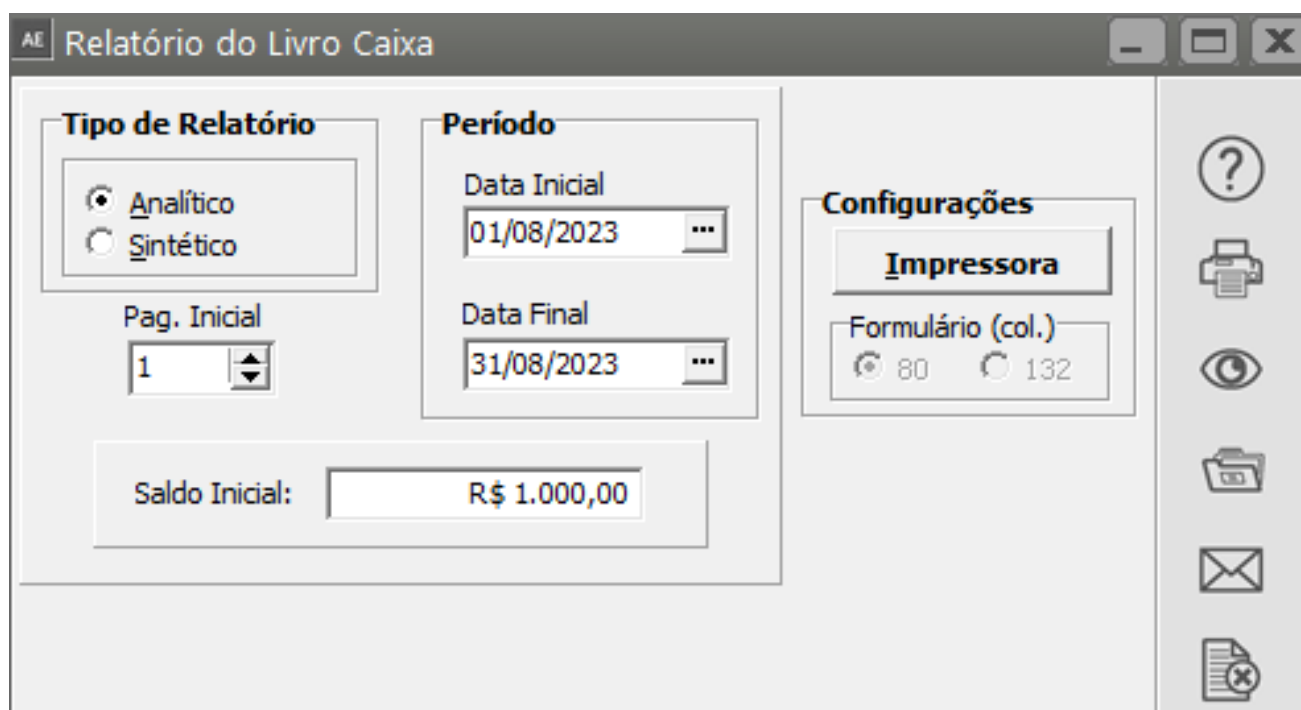 AE Relatório do Livro Caixa
Tipo de Relatório
Analítico
Sintético
Pag. Inicial
1
Período
Data Inicial
01/08/2023 ...
Data Final
31/08/2023 ...
Saldo Inicial: R$ 1.000,00
Configurações
Impressora
Formulário (col.)
80 132